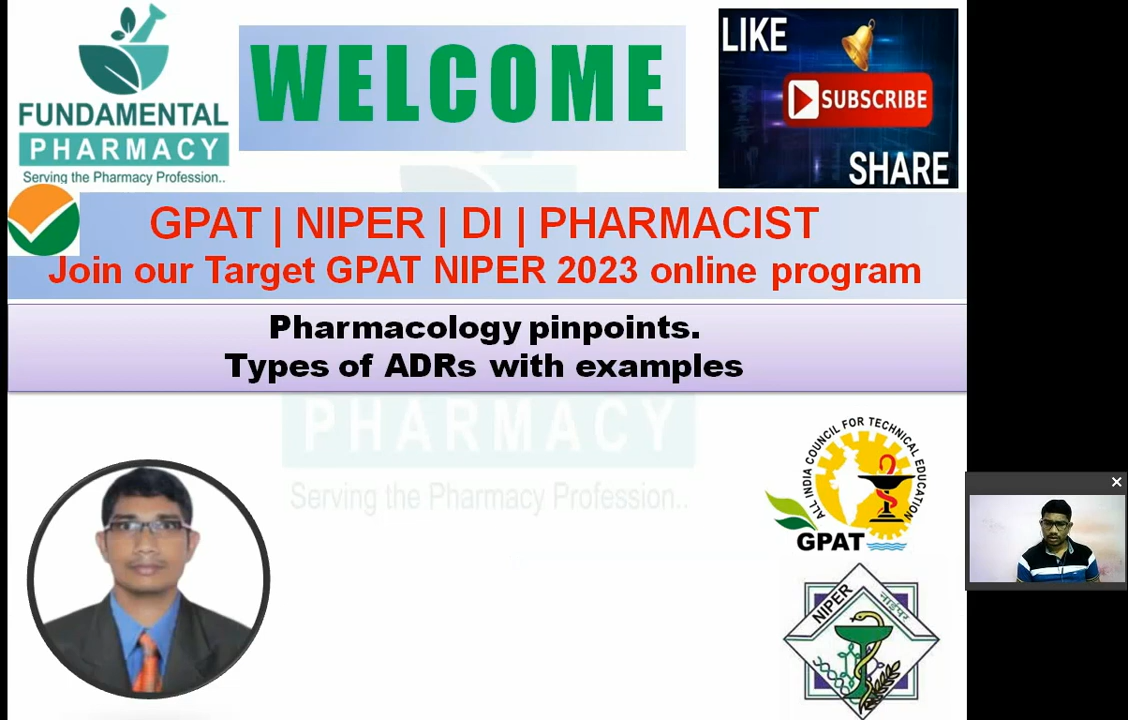 WELCOME
LIKE
SUBSCRIBE
SHARE
FUNDAMENTAL
PHARMACY
Serving the Pharmacy Profession..
GPAT | NIPER | DI | PHARMACIST
Join our Target GPAT NIPER 2023 online program
Pharmacology pinpoints.
Types of ADRs with examples
PHARMACY
Serving the Pharmacy Profession..
ALL INDIA COUNCIL FOR TECHNICAL EDUCATION
GPAT
NIPER
नाईपर